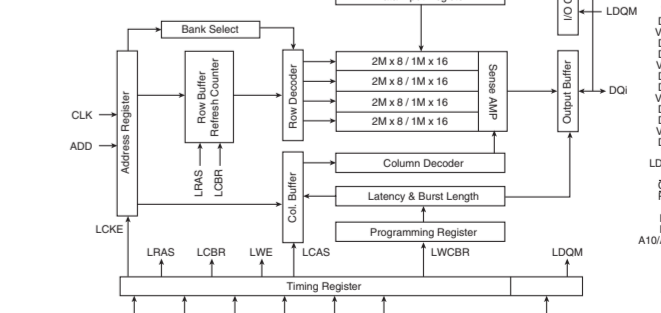 I/O C
LDQM
Bank Select
2M x 8 / 1M x 16
2M x 8 / 1M x 16
2M x 8 / 1M x 16
2M x 8 / 1M x 16
Sense AMP
Output Buffer
DQi
Row Decoder
Row Buffer
Refresh Counter
Address Register
CLK
ADD
LRAS
LCBR
Col. Buffer
Column Decoder
Latency & Burst Length
Programming Register
LCKE
LRAS
LCBR
LWE
LCAS
LWCBR
LDQM
Timing Register
LD
A10/